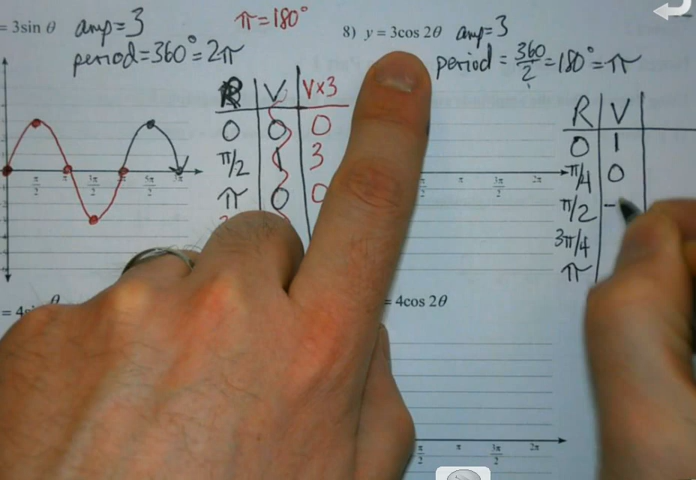 = 3sin θ amp=3
period=360°=2π
π=180°
8) y = 3cos 2θ amp=3
period = 360/2 = 180° = π
R V V×3
0 0 0
π/2 1 3
π 0 0
R V
0 1
π/4 0
π/2 -
3π/4
π
π/2 π 3π/2 5π/2 3π
π 3π/2 2π
= 4cos 2θ
π/2 π 3π/2 2π